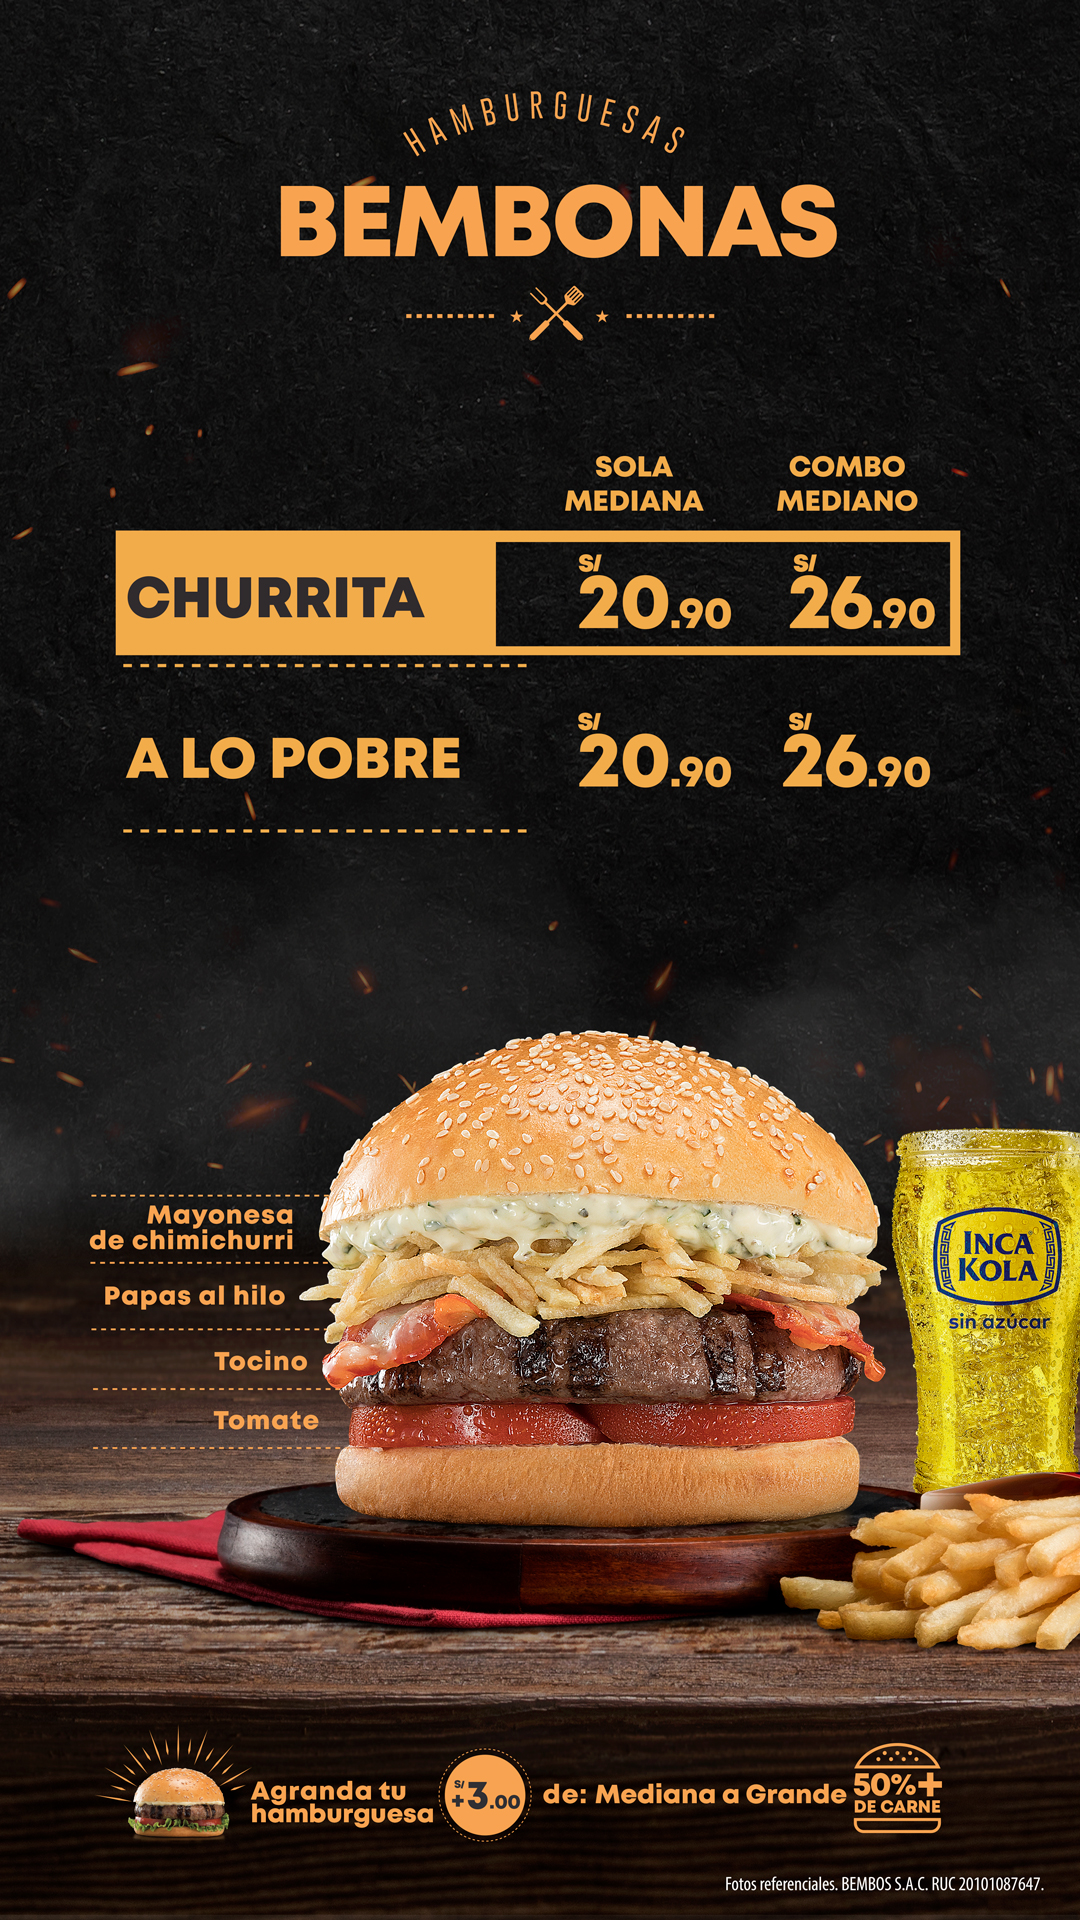 HAMBURGUESAS
BEMBONAS
SOLA
MEDIANA
COMBO
MEDIANO
CHURRITA
S/
20.90
S/
26.90
A LO POBRE
S/
20.90
S/
26.90
Mayonesa
de chimichurri
Papas al hilo
Tocino
Tomate
INCA
KOLA
sin azúcar
Agranda tu
hamburguesa
S/
+3.00
de: Mediana a Grande
50%+
DE CARNE
Fotos referenciales. BEMBOS S.A.C. RUC 20101087647.